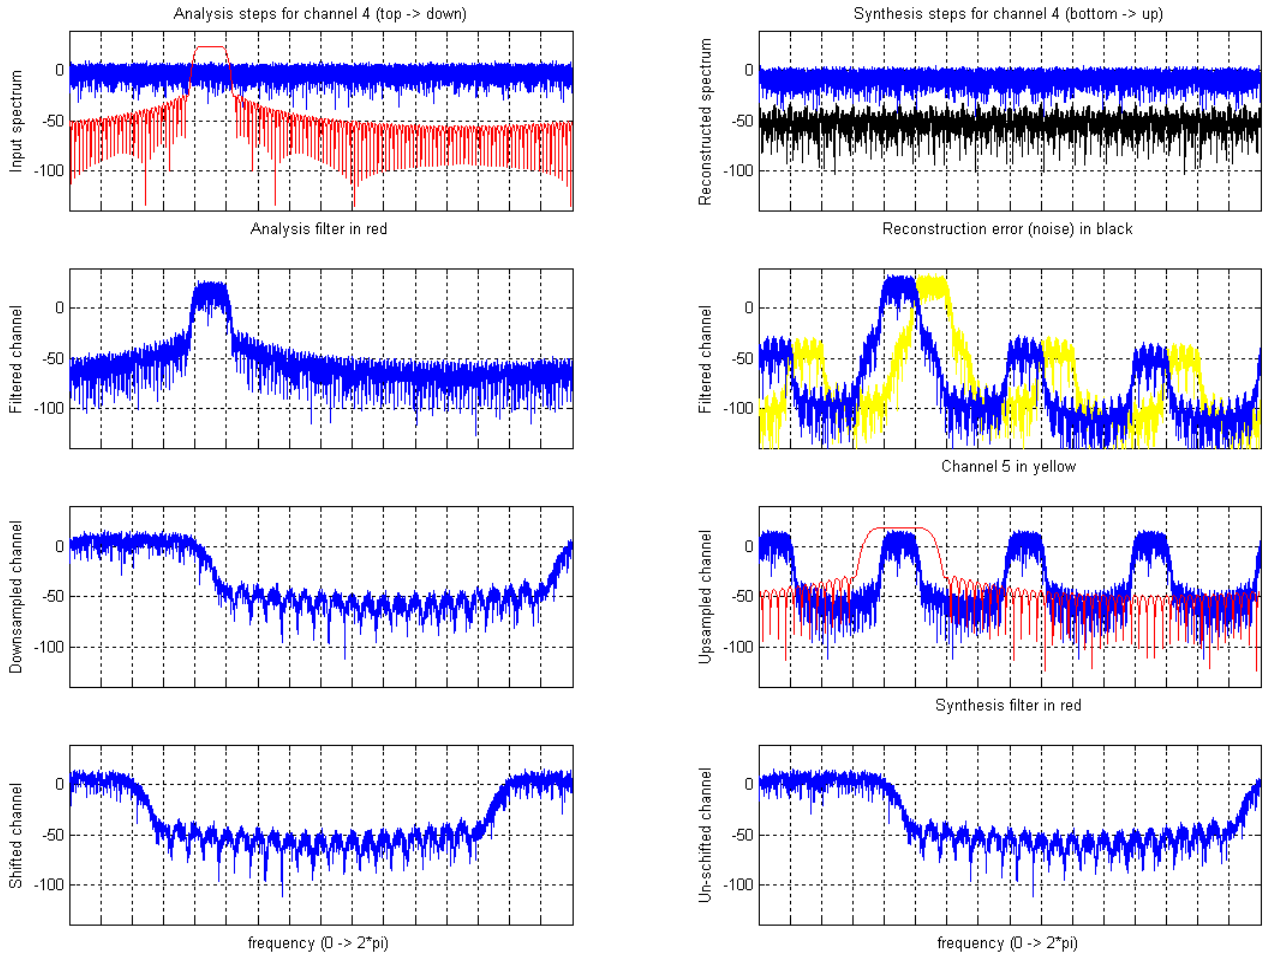 Analysis steps for channel 4 (top -> down)
Input spectrum
0
-50
-100
Analysis filter in red
Filtered channel
0
-50
-100
Downsampled channel
0
-50
-100
Shifted channel
0
-50
-100
frequency (0 -> 2*pi)
Synthesis steps for channel 4 (bottom -> up)
Reconstructed spectrum
0
-50
-100
Reconstruction error (noise) in black
Filtered channel
0
-50
-100
Channel 5 in yellow
Upsampled channel
0
-50
-100
Synthesis filter in red
Un-schifted channel
0
-50
-100
frequency (0 -> 2*pi)